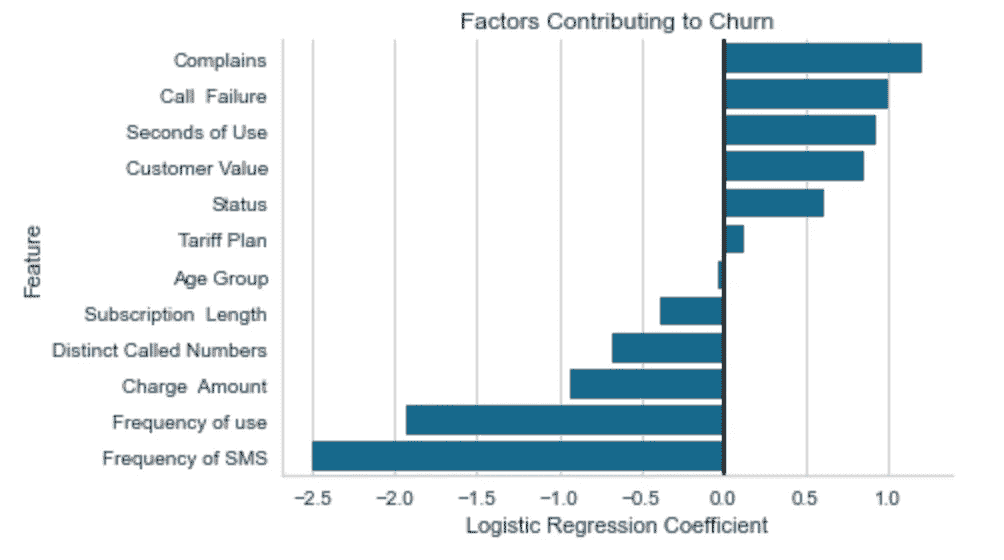 Factors Contributing to Churn
Complains
Call Failure
Seconds of Use
Customer Value
Status
Tariff Plan
Age Group
Subscription Length
Distinct Called Numbers
Charge Amount
Frequency of use
Frequency of SMS
Feature
−2.5 −2.0 −1.5 −1.0 −0.5 0.0 0.5 1.0
Logistic Regression Coefficient